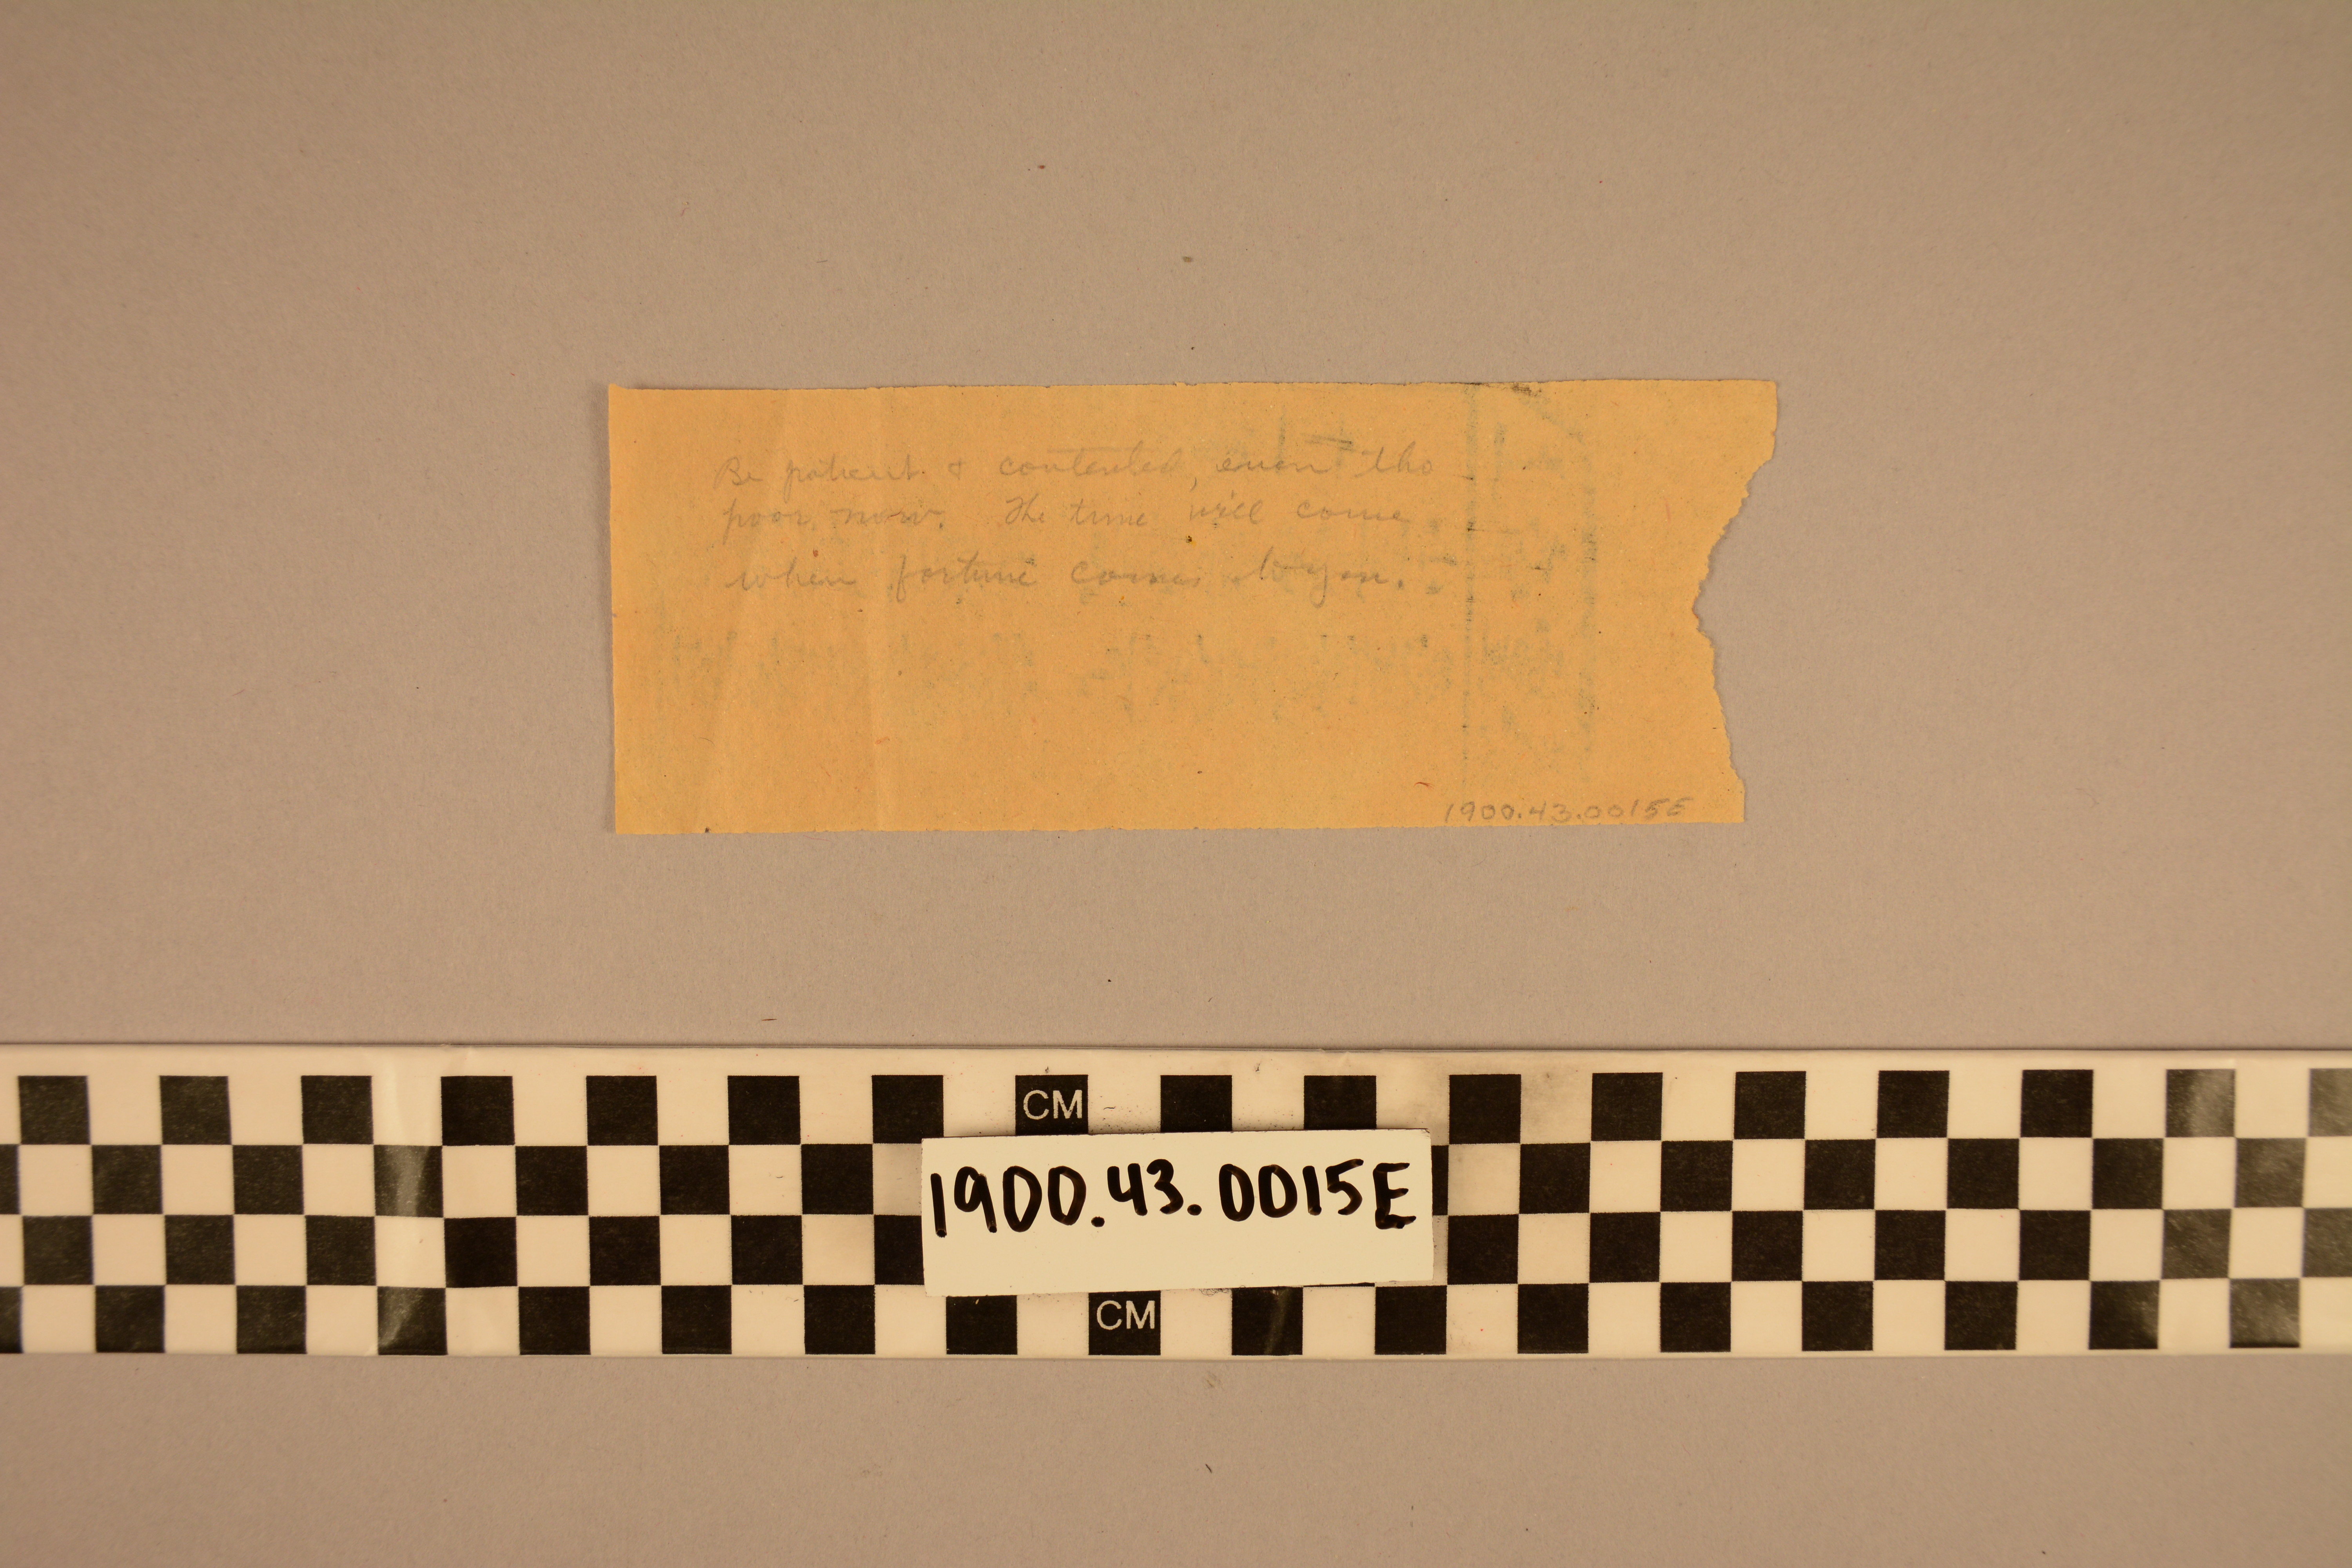 Be patient & contented, even tho
poor, now. The time will come
when fortune comes to you.
1900.43.0015E
CM
1900.43.0015E
CM